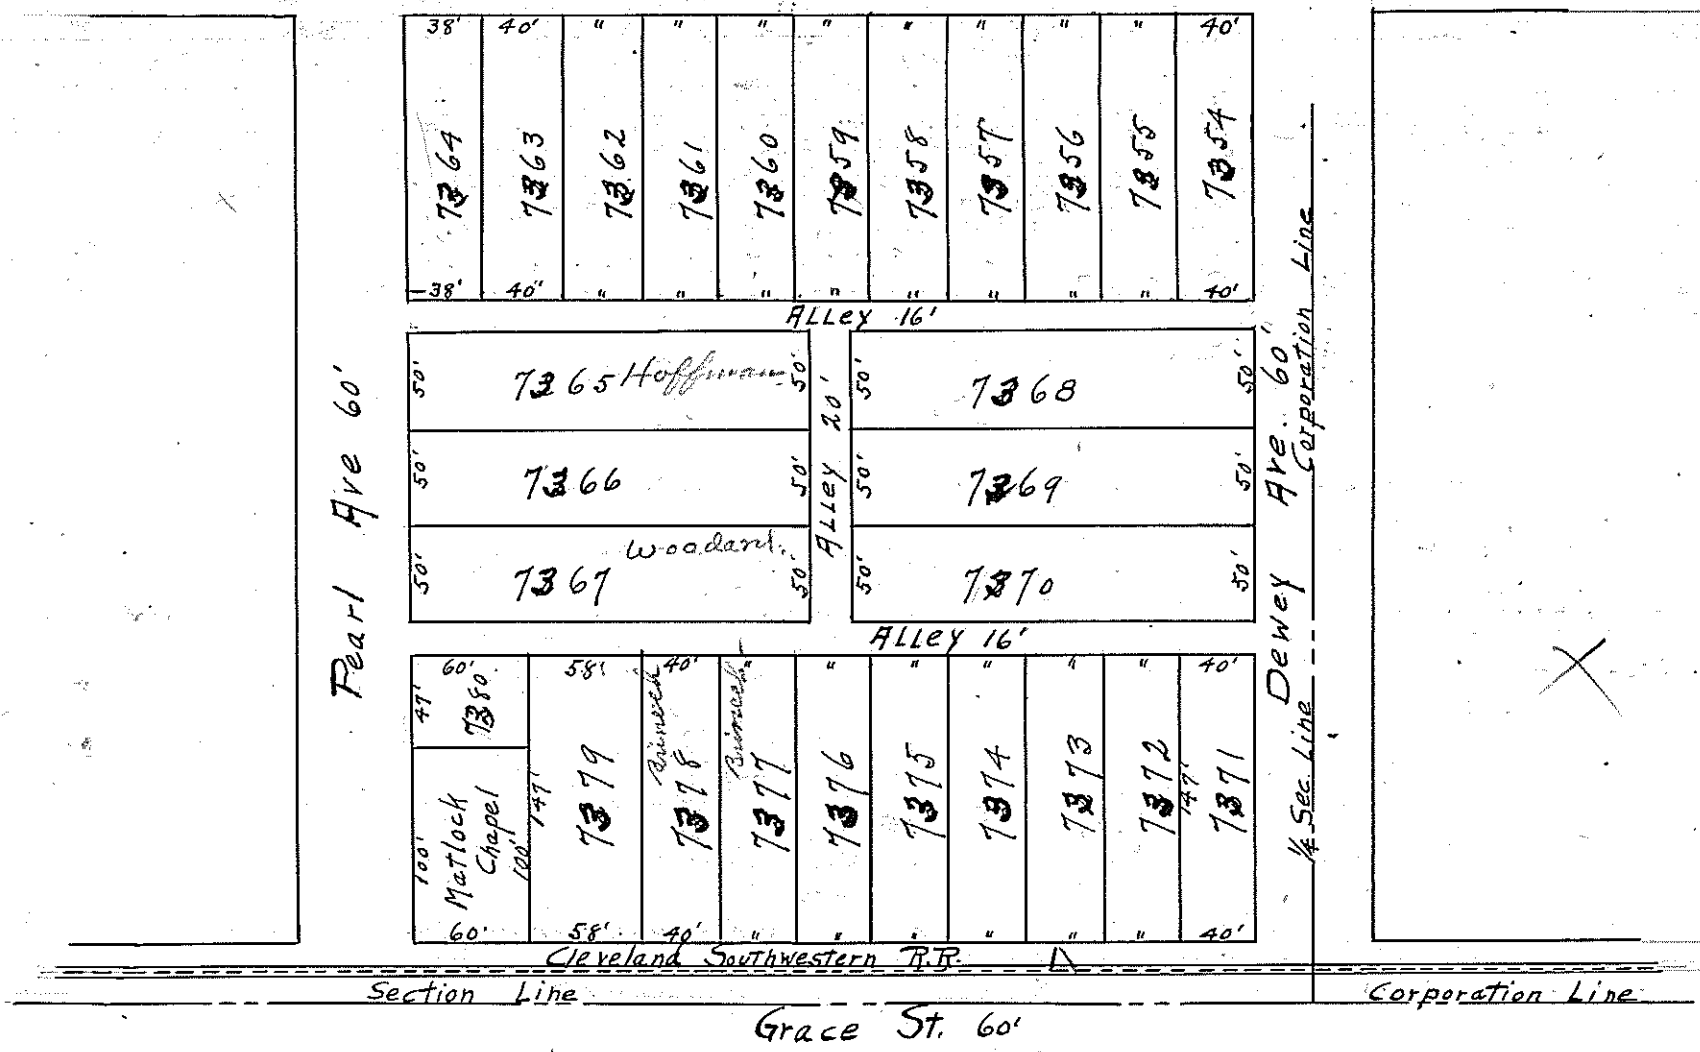 38' 40' " " " " " " " " 40'
7364 7363 7362 7361 7360 7359 7358 7357 7356 7355 7354
38' 40' " " " " " " " " 40'
Alley 16'
50' 7365 Hoffman 50' 50' 7368 50'
50' 7366 50' 50' 7369 50'
Woodard.
50' 7367 50' 50' 7370 50'
Alley 20'
Pearl Ave 60'
Dewey Ave. 60'
Corporation Line
1/4 Sec. Line
Alley 16'
60' 58' 40' " " " " " " 40'
47' 7380
7379 7378 7377 7376 7375 7374 7373 7372 7371
147' 147'
100' Matlock
Chapel
100'
60' 58' 40' " " " " " 40'
Cleveland Southwestern R.R.
Section Line
Corporation Line
Grace St. 60'